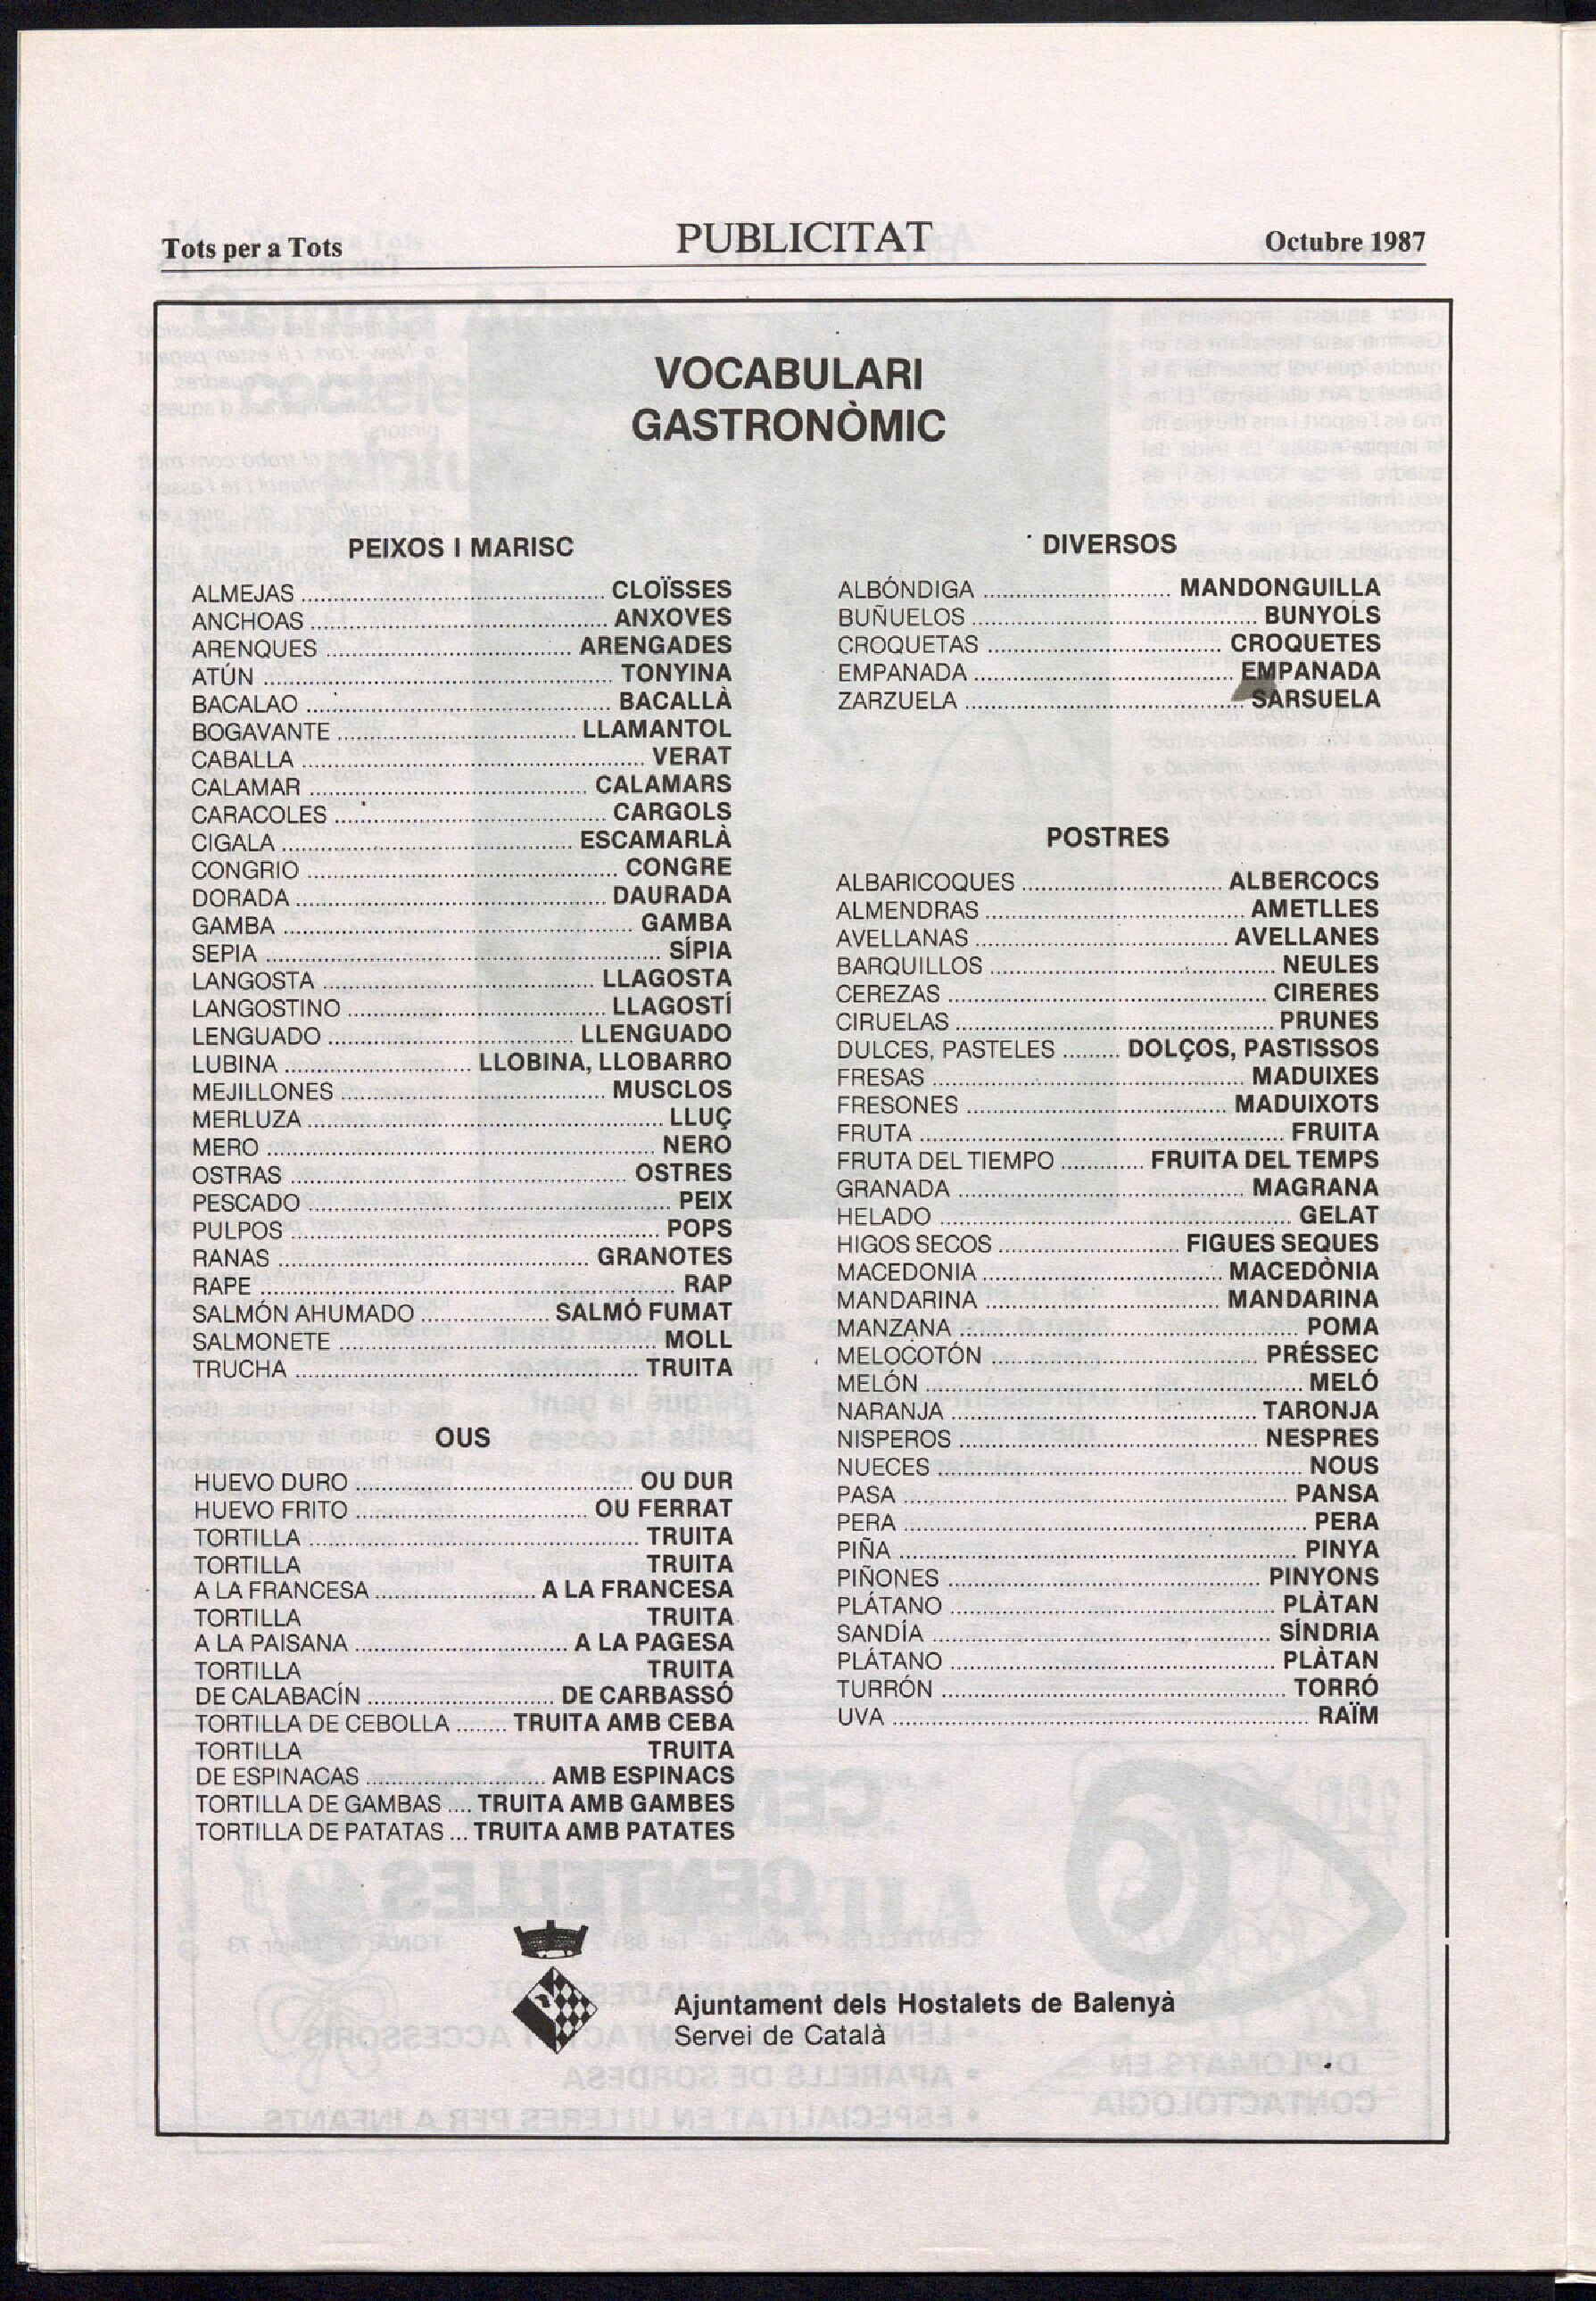 Tots per a Tots
PUBLICITAT
Octubre 1987
VOCABULARI
GASTRONÒMIC
PEIXOS I MARISC
ALMEJAS ........ CLOÏSSES
ANCHOAS ........ ANXOVES
ARENQUES ........ ARENGADES
ATÚN ........ TONYINA
BACALAO ........ BACALLÀ
BOGAVANTE ........ LLAMANTOL
CABALLA ........ VERAT
CALAMAR ........ CALAMARS
CARACOLES ........ CARGOLS
CIGALA ........ ESCAMARLÀ
CONGRIO ........ CONGRE
DORADA ........ DAURADA
GAMBA ........ GAMBA
SEPIA ........ SÍPIA
LANGOSTA ........ LLAGOSTA
LANGOSTINO ........ LLAGOSTÍ
LENGUADO ........ LLENGUADO
LUBINA ........ LLOBINA, LLOBARRO
MEJILLONES ........ MUSCLOS
MERLUZA ........ LLUÇ
MERO ........ NERO
OSTRAS ........ OSTRES
PESCADO ........ PEIX
PULPOS ........ POPS
RANAS ........ GRANOTES
RAPE ........ RAP
SALMÓN AHUMADO ........ SALMÓ FUMAT
SALMONETE ........ MOLL
TRUCHA ........ TRUITA
OUS
HUEVO DURO ........ OU DUR
HUEVO FRITO ........ OU FERRAT
TORTILLA ........ TRUITA
TORTILLA TRUITA
A LA FRANCESA ........ A LA FRANCESA
TORTILLA TRUITA
A LA PAISANA ........ A LA PAGESA
TORTILLA TRUITA
DE CALABACÍN ........ DE CARBASSÓ
TORTILLA DE CEBOLLA ....... TRUITA AMB CEBA
TORTILLA TRUITA
DE ESPINACAS ........ AMB ESPINACS
TORTILLA DE GAMBAS .... TRUITA AMB GAMBES
TORTILLA DE PATATAS ... TRUITA AMB PATATES
DIVERSOS
ALBÓNDIGA ........ MANDONGUILLA
BUÑUELOS ........ BUNYOLS
CROQUETAS ........ CROQUETES
EMPANADA ........ EMPANADA
ZARZUELA ........ SARSUELA
POSTRES
ALBARICOQUES ........ ALBERCOCS
ALMENDRAS ........ AMETLLES
AVELLANAS ........ AVELLANES
BARQUILLOS ........ NEULES
CEREZAS ........ CIRERES
CIRUELAS ........ PRUNES
DULCES, PASTELES ........ DOLÇOS, PASTISSOS
FRESAS ........ MADUIXES
FRESONES ........ MADUIXOTS
FRUTA ........ FRUITA
FRUTA DEL TIEMPO ........ FRUITA DEL TEMPS
GRANADA ........ MAGRANA
HELADO ........ GELAT
HIGOS SECOS ........ FIGUES SEQUES
MACEDONIA ........ MACEDÒNIA
MANDARINA ........ MANDARINA
MANZANA ........ POMA
MELOCOTÓN ........ PRÉSSEC
MELÓN ........ MELÓ
NARANJA ........ TARONJA
NISPEROS ........ NESPRES
NUECES ........ NOUS
PASA ........ PANSA
PERA ........ PERA
PIÑA ........ PINYA
PIÑONES ........ PINYONS
PLÁTANO ........ PLÀTAN
SANDÍA ........ SÍNDRIA
PLÁTANO ........ PLÀTAN
TURRÓN ........ TORRÓ
UVA ........ RAÏM
Ajuntament dels Hostalets de Balenyà
Servei de Català